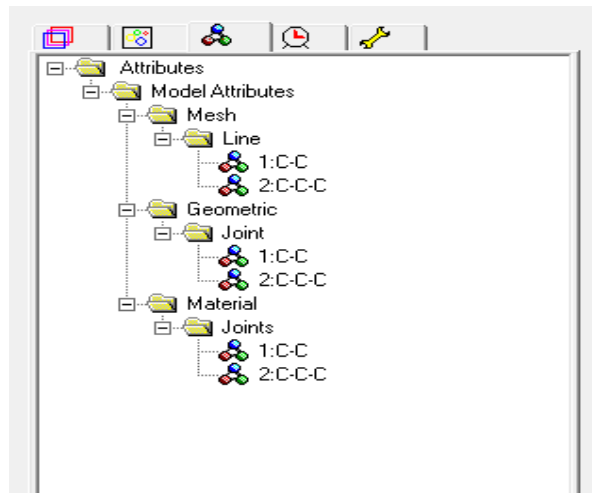 Attributes
Model Attributes
Mesh
Line
1:C-C
2:C-C-C
Geometric
Joint
1:C-C
2:C-C-C
Material
Joints
1:C-C
2:C-C-C